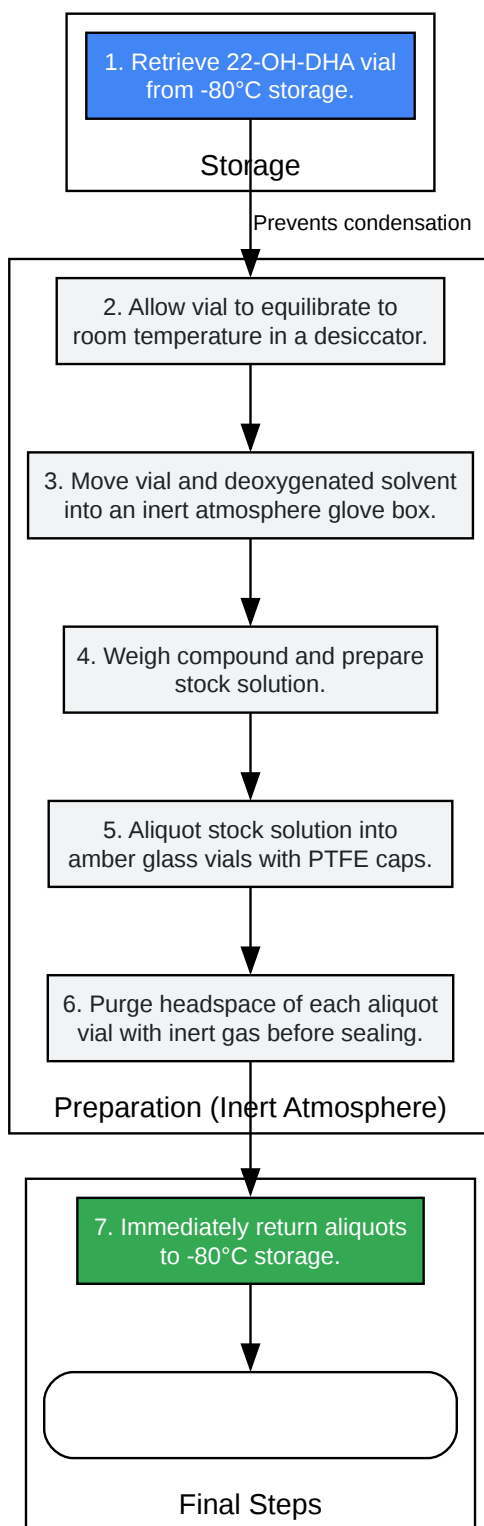 1. Retrieve 22-OH-DHA vial
from -80°C storage.
Storage
Prevents condensation
2. Allow vial to equilibrate to
room temperature in a desiccator.
3. Move vial and deoxygenated solvent
into an inert atmosphere glove box.
4. Weigh compound and prepare
stock solution.
5. Aliquot stock solution into
amber glass vials with PTFE caps.
6. Purge headspace of each aliquot
vial with inert gas before sealing.
Preparation (Inert Atmosphere)
7. Immediately return aliquots
to -80°C storage.
Final Steps